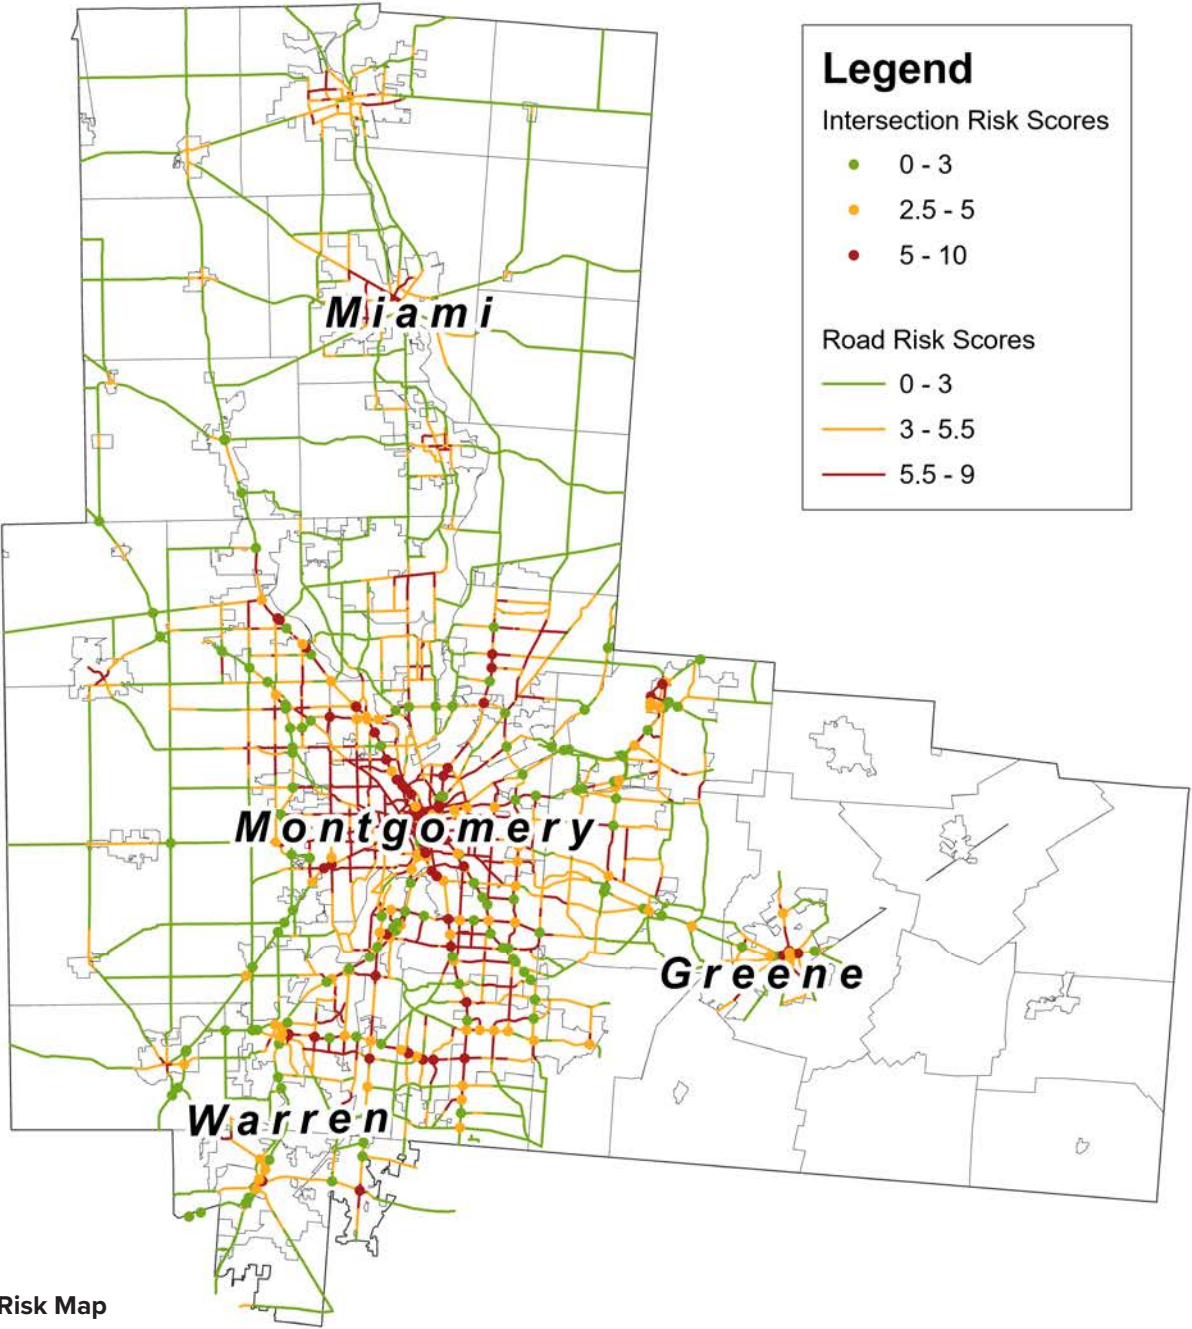 Legend
Intersection Risk Scores
0 - 3
2.5 - 5
5 - 10
Road Risk Scores
0 - 3
3 - 5.5
5.5 - 9
Miami
Montgomery
Greene
Warren
Risk Map